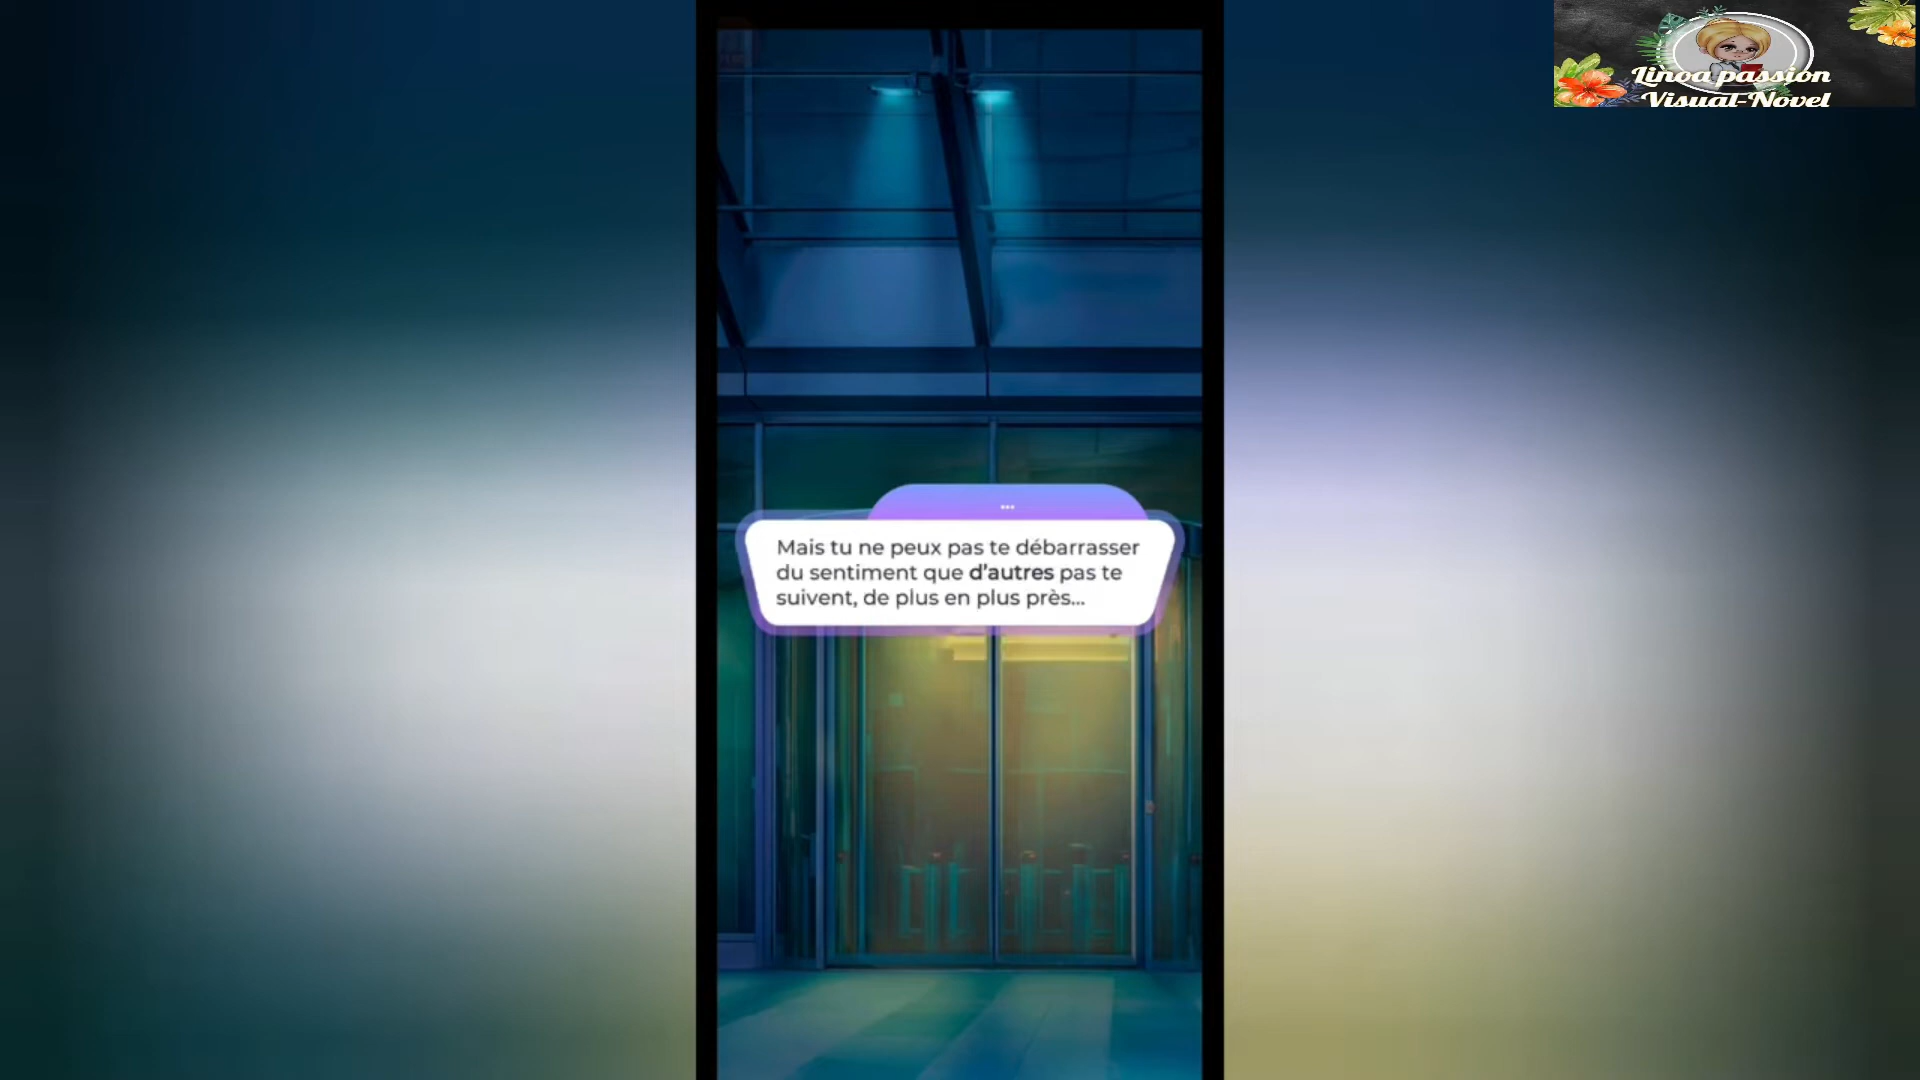 Linoa passion
Visual-Novel
...
Mais tu ne peux pas te débarrasser
du sentiment que d'autres pas te
suivent, de plus en plus près...